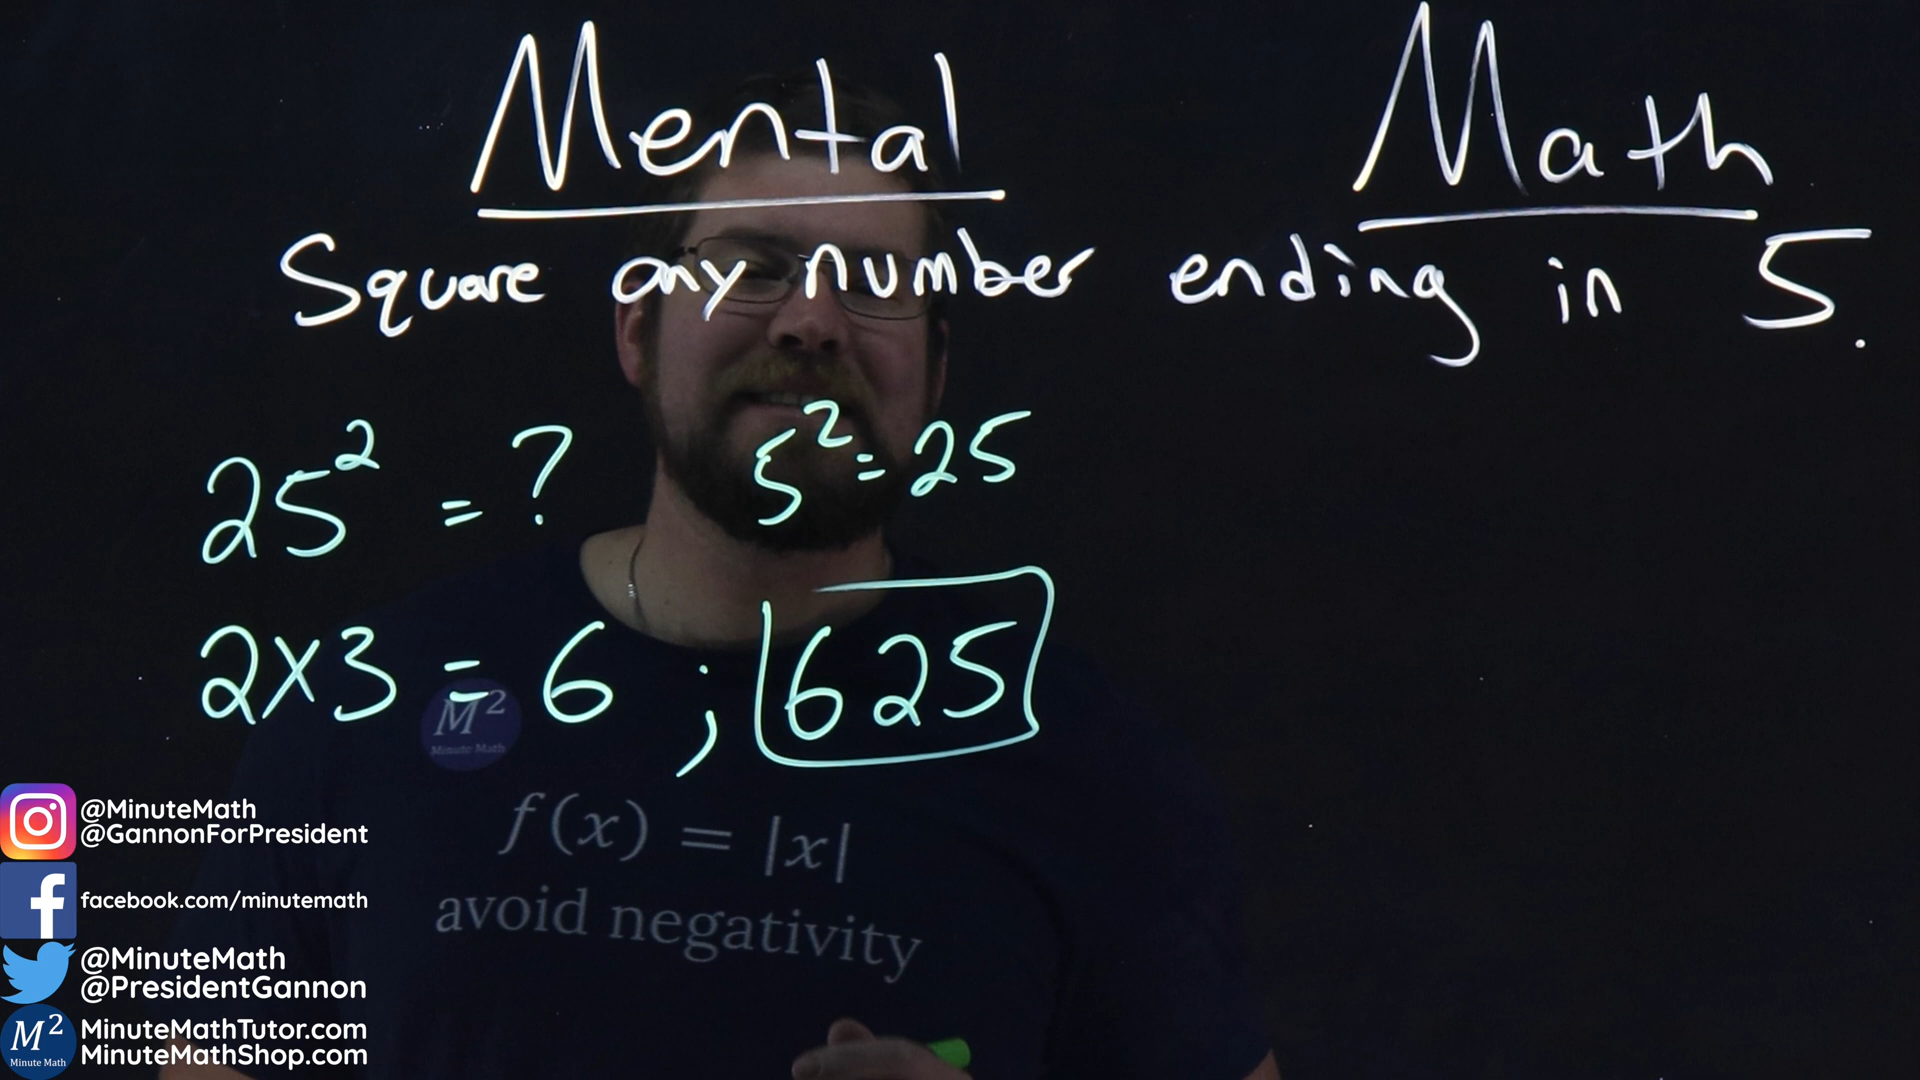 Mental Math
Square any number ending in 5.
25² = ? 5² = 25
2x3 = 6 ; 625
M²
Minute Math
f(x) = |x|
avoid negativity
@MinuteMath
@GannonForPresident
facebook.com/minutemath
@MinuteMath
@PresidentGannon
M²
Minute Math
MinuteMathTutor.com
MinuteMathShop.com